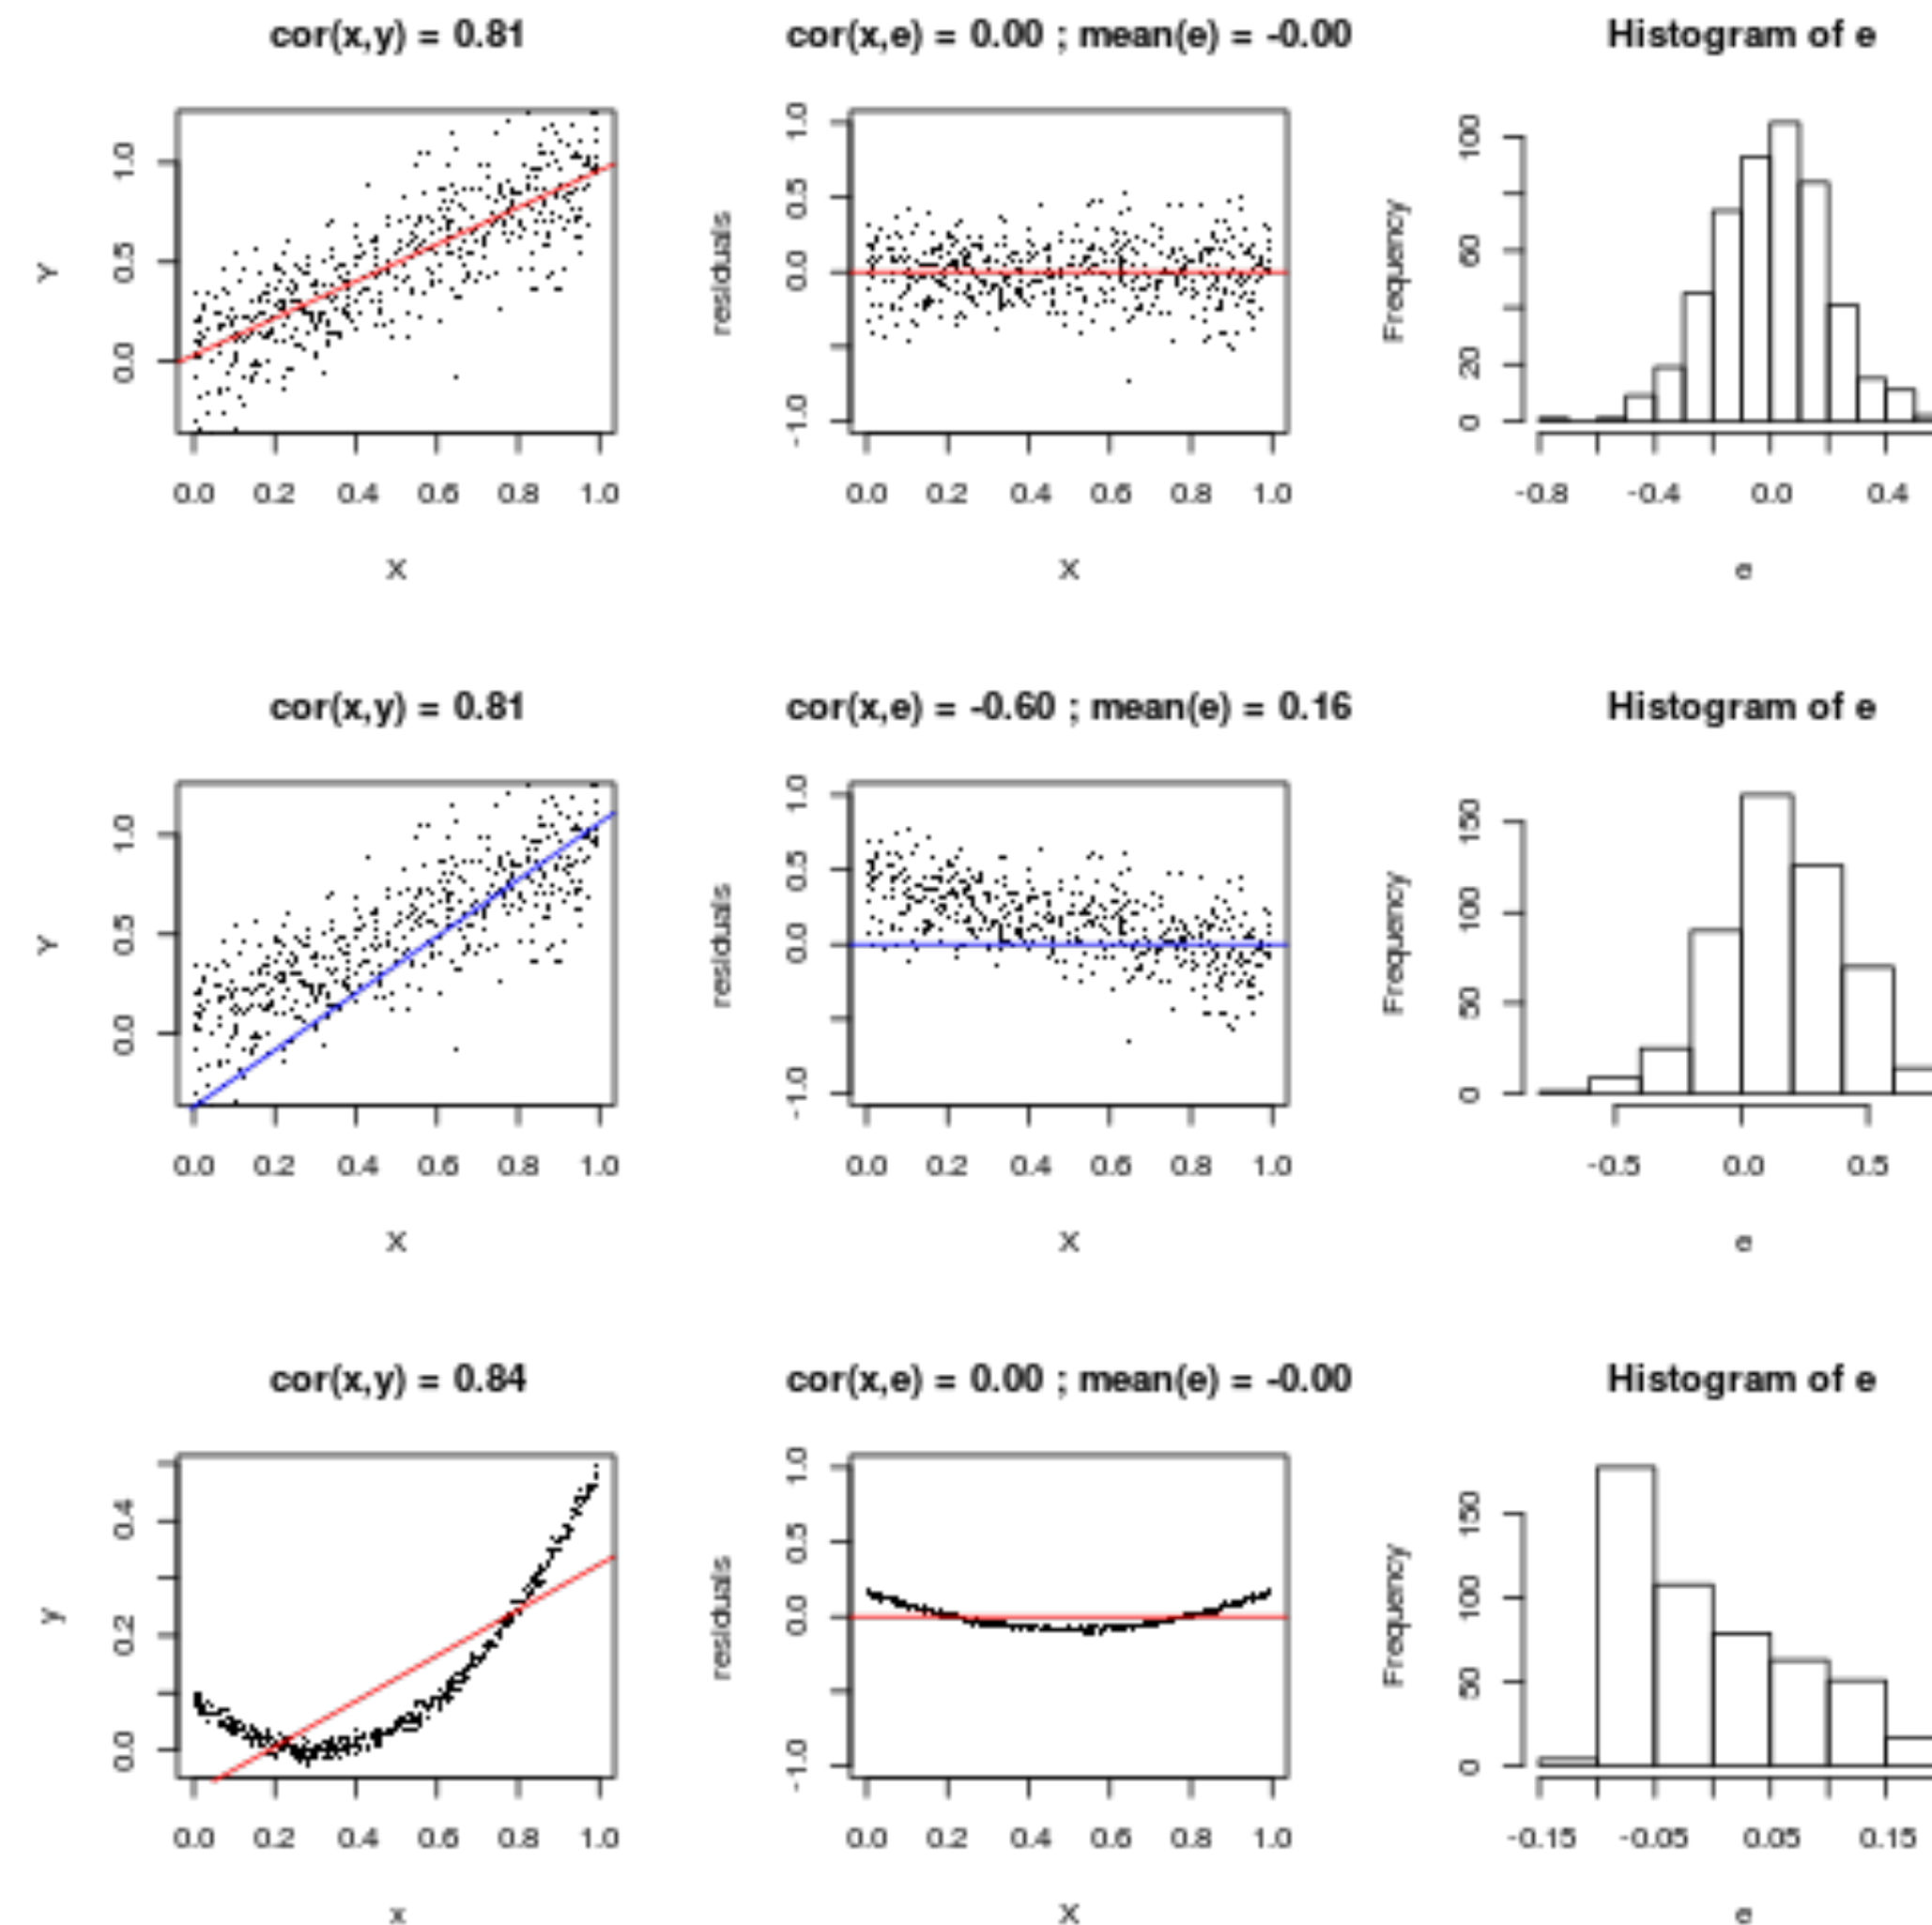 cor(x,y) = 0.81
cor(x,e) = 0.00 ; mean(e) = -0.00
Histogram of e
Y
0.0 0.5 1.0
0.0 0.2 0.4 0.6 0.8 1.0
X
residuals
-1.0 0.0 0.5 1.0
0.0 0.2 0.4 0.6 0.8 1.0
X
Frequency
0 20 60 100
-0.8 -0.4 0.0 0.4
e
cor(x,y) = 0.81
cor(x,e) = -0.60 ; mean(e) = 0.16
Histogram of e
Y
0.0 0.5 1.0
0.0 0.2 0.4 0.6 0.8 1.0
X
residuals
-1.0 0.0 0.5 1.0
0.0 0.2 0.4 0.6 0.8 1.0
X
Frequency
0 50 100 150
-0.5 0.0 0.5
e
cor(x,y) = 0.84
cor(x,e) = 0.00 ; mean(e) = -0.00
Histogram of e
y
0.0 0.2 0.4
0.0 0.2 0.4 0.6 0.8 1.0
x
residuals
-1.0 0.0 0.5 1.0
0.0 0.2 0.4 0.6 0.8 1.0
X
Frequency
0 50 100 150
-0.15 -0.05 0.05 0.15
e